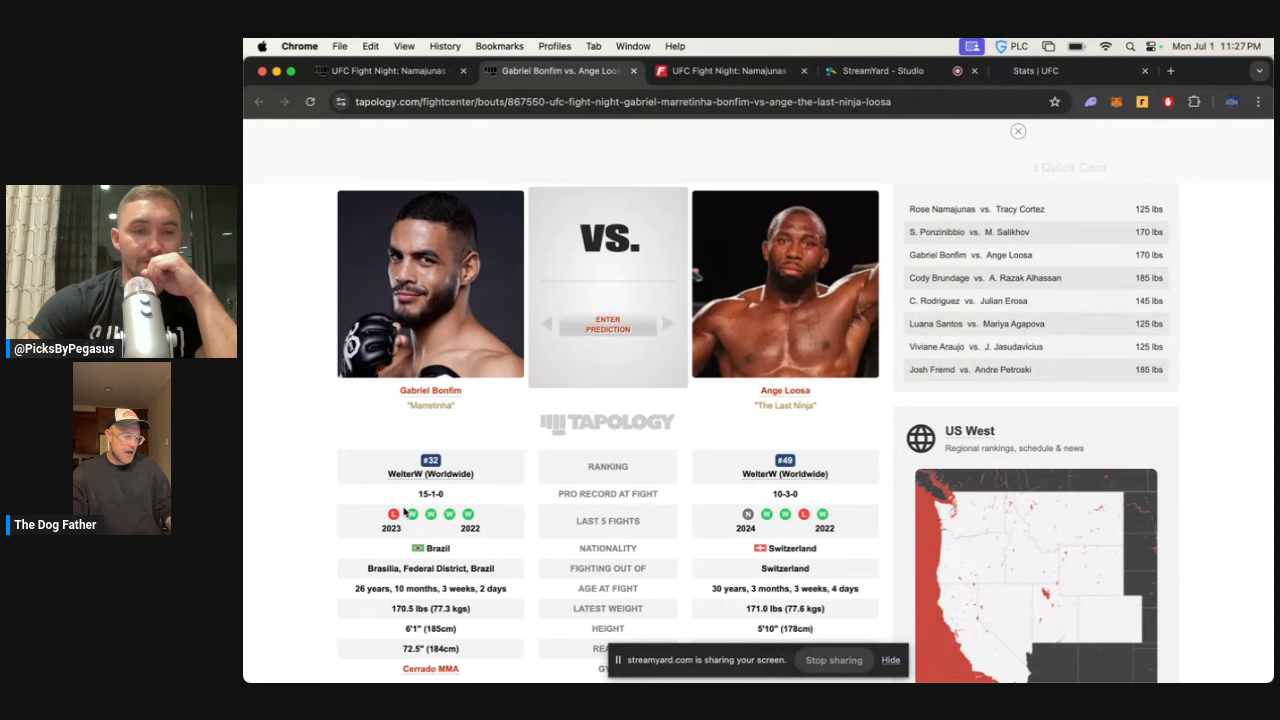 Chrome File Edit View History Bookmarks Profiles Tab Window Help PLC Mon Jul 1 11:27PM
UFC Fight Night: Namajunas Gabriel Bonfim vs. Ange Loos UFC Fight Night: Namajunas StreamYard - Studio Stats | UFC
tapology.com/fightcenter/bouts/867550-ufc-fight-night-gabriel-marretinha-bonfim-vs-ange-the-last-ninja-loosa
Quick Card
VS.
ENTER
PREDICTION
Gabriel Bonfim
"Marretinha"
Ange Loosa
"The Last Ninja"
TAPOLOGY
#32
WelterW (Worldwide)
RANKING
#49
WelterW (Worldwide)
15-1-0 PRO RECORD AT FIGHT 10-3-0
L W W W W
2023 2022
LAST 5 FIGHTS
N W W L W
2024 2022
Brazil NATIONALITY Switzerland
Brasilia, Federal District, Brazil FIGHTING OUT OF Switzerland
26 years, 10 months, 3 weeks, 2 days AGE AT FIGHT 30 years, 3 months, 3 weeks, 4 days
170.5 lbs (77.3 kgs) LATEST WEIGHT 171.0 lbs (77.6 kgs)
6'1" (185cm) HEIGHT 5'10" (178cm)
72.5" (184cm)
Cerrado MMA
Rose Namajunas vs. Tracy Cortez 125 lbs
S. Ponzinibbio vs. M. Salikhov 170 lbs
Gabriel Bonfim vs. Ange Loosa 170 lbs
Cody Brundage vs. A. Razak Alhassan 185 lbs
C. Rodriguez vs. Julian Erosa 145 lbs
Luana Santos vs. Mariya Agapova 125 lbs
Viviane Araujo vs. J. Jasudavicius 125 lbs
Josh Fremd vs. Andre Petroski 185 lbs
US West
Regional rankings, schedule & news
streamyard.com is sharing your screen. Stop sharing Hide
@PicksByPegasus
The Dog Father